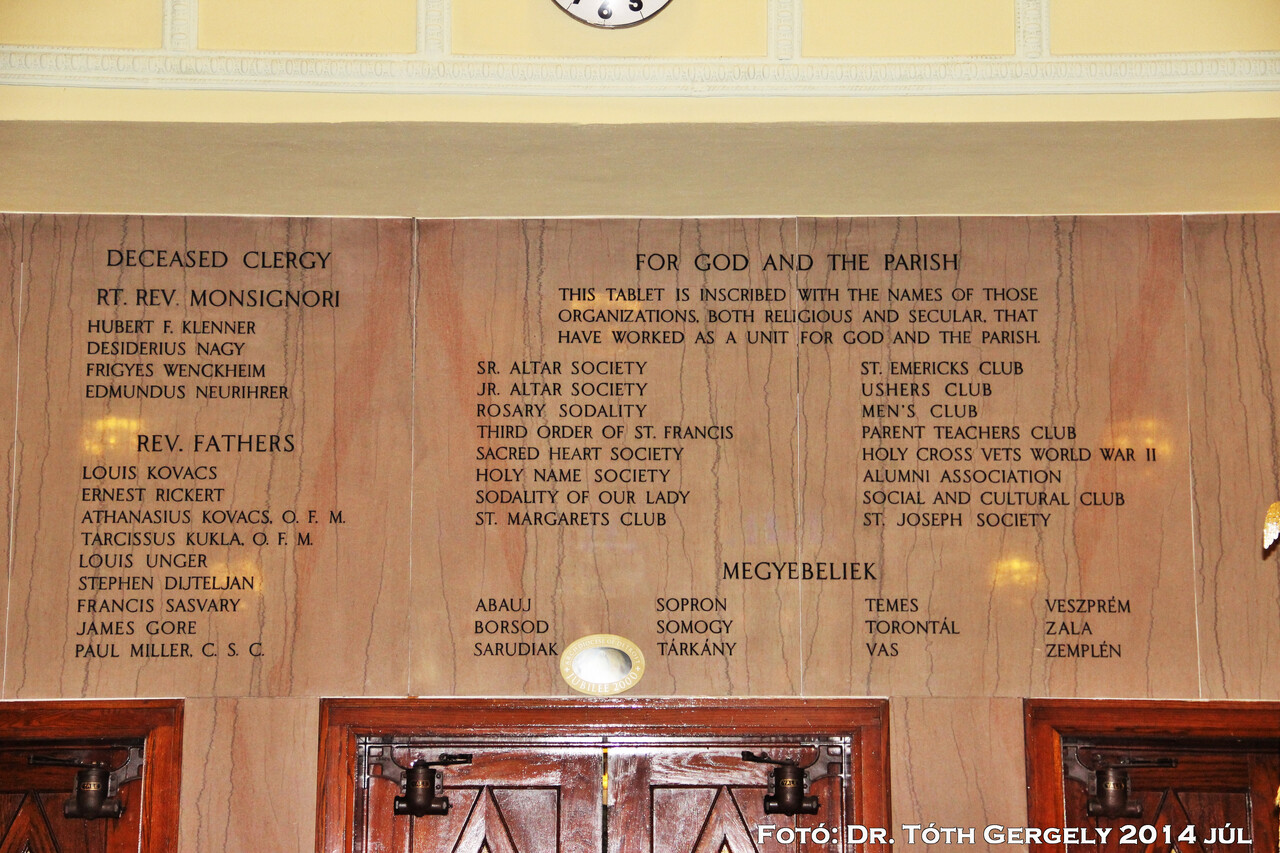 DECEASED CLERGY
RT. REV. MONSIGNORI
HUBERT F. KLENNER
DESIDERIUS NAGY
FRIGYES WENCKHEIM
EDMUNDUS NEURIHRER
REV. FATHERS
LOUIS KOVACS
ERNEST RICKERT
ATHANASIUS KOVACS, O. F. M.
TARCISSUS KUKLA, O. F. M.
LOUIS UNGER
STEPHEN DIJTELJAN
FRANCIS SASVARY
JAMES GORE
PAUL MILLER, C. S. C.
FOR GOD AND THE PARISH
THIS TABLET IS INSCRIBED WITH THE NAMES OF THOSE
ORGANIZATIONS, BOTH RELIGIOUS AND SECULAR, THAT
HAVE WORKED AS A UNIT FOR GOD AND THE PARISH.
SR. ALTAR SOCIETY
JR. ALTAR SOCIETY
ROSARY SODALITY
THIRD ORDER OF ST. FRANCIS
SACRED HEART SOCIETY
HOLY NAME SOCIETY
SODALITY OF OUR LADY
ST. MARGARETS CLUB
ST. EMERICKS CLUB
USHERS CLUB
MEN'S CLUB
PARENT TEACHERS CLUB
HOLY CROSS VETS WORLD WAR II
ALUMNI ASSOCIATION
SOCIAL AND CULTURAL CLUB
ST. JOSEPH SOCIETY
MEGYEBELIEK
ABAUJ
BORSOD
SARUDIAK
SOPRON
SOMOGY
TÁRKÁNY
TEMES
TORONTÁL
VAS
VESZPRÉM
ZALA
ZEMPLÉN
JUBILEE 2000
Fotó: Dr. Tóth Gergely 2014 júl